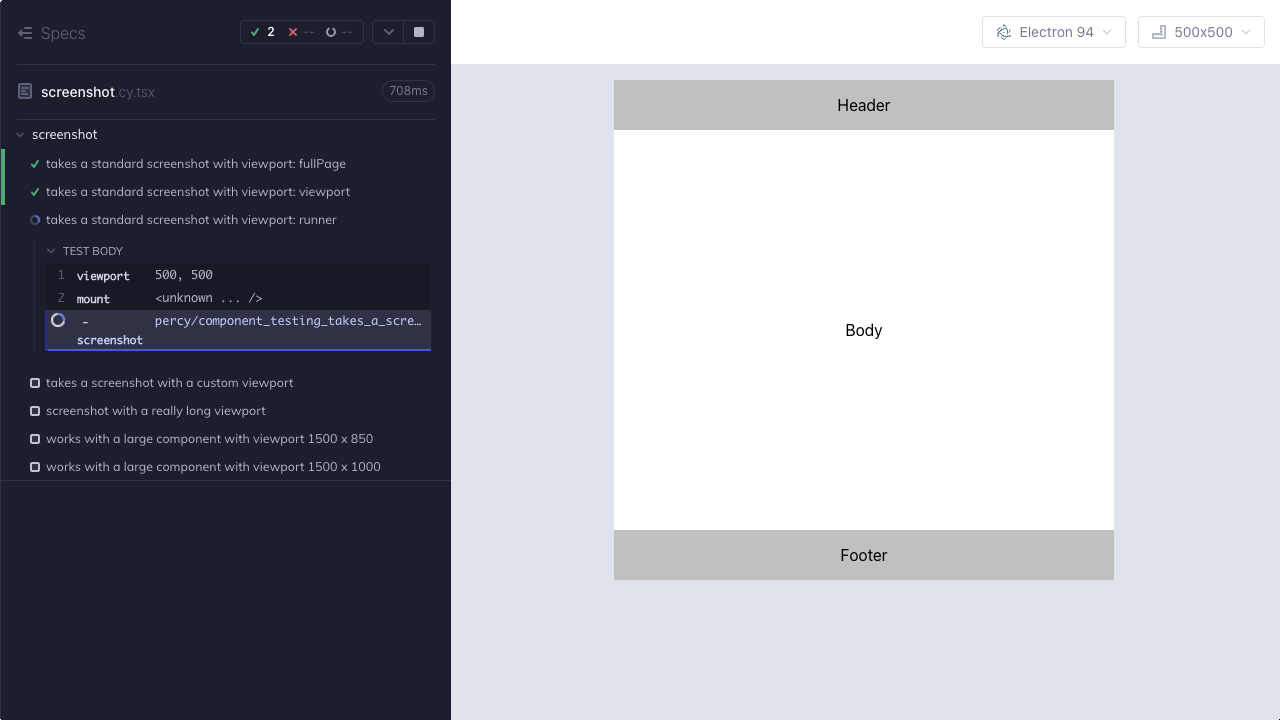 Specs
2 -- --
screenshot.cy.tsx 708ms
screenshot
takes a standard screenshot with viewport: fullPage
takes a standard screenshot with viewport: viewport
takes a standard screenshot with viewport: runner
TEST BODY
1 viewport 500, 500
2 mount <unknown ... />
- screenshot percy/component_testing_takes_a_scre…
takes a screenshot with a custom viewport
screenshot with a really long viewport
works with a large component with viewport 1500 x 850
works with a large component with viewport 1500 x 1000
Electron 94 500x500
Header
Body
Footer